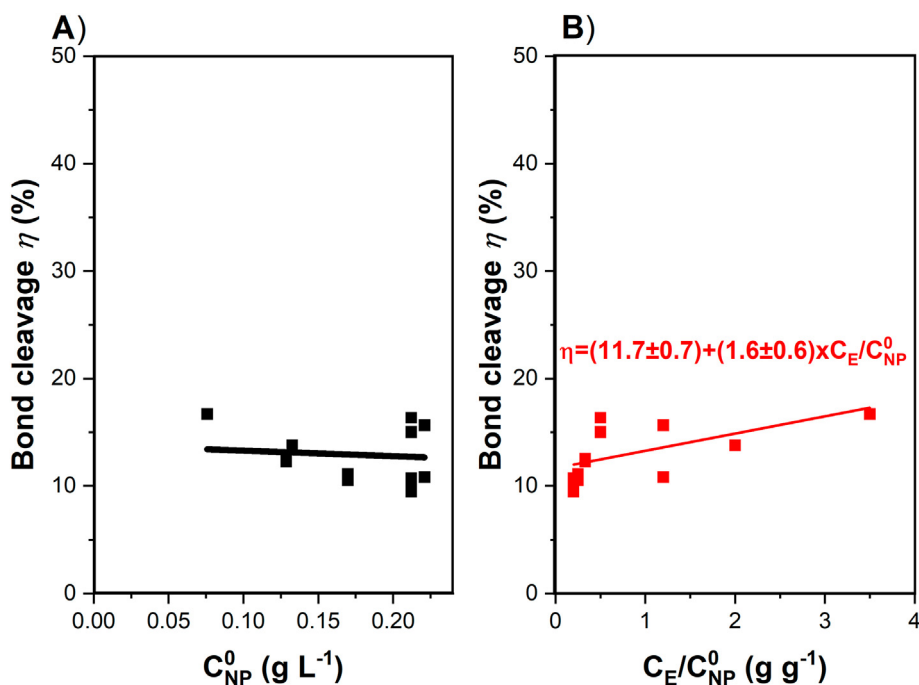 A)
Bond cleavage η (%)
50
40
30
20
10
0
0.00 0.05 0.10 0.15 0.20
C⁰NP (g L⁻¹)
B)
Bond cleavage η (%)
50
40
30
20
10
0
η=(11.7±0.7)+(1.6±0.6)xCE/C⁰NP
0 1 2 3 4
CE/C⁰NP (g g⁻¹)